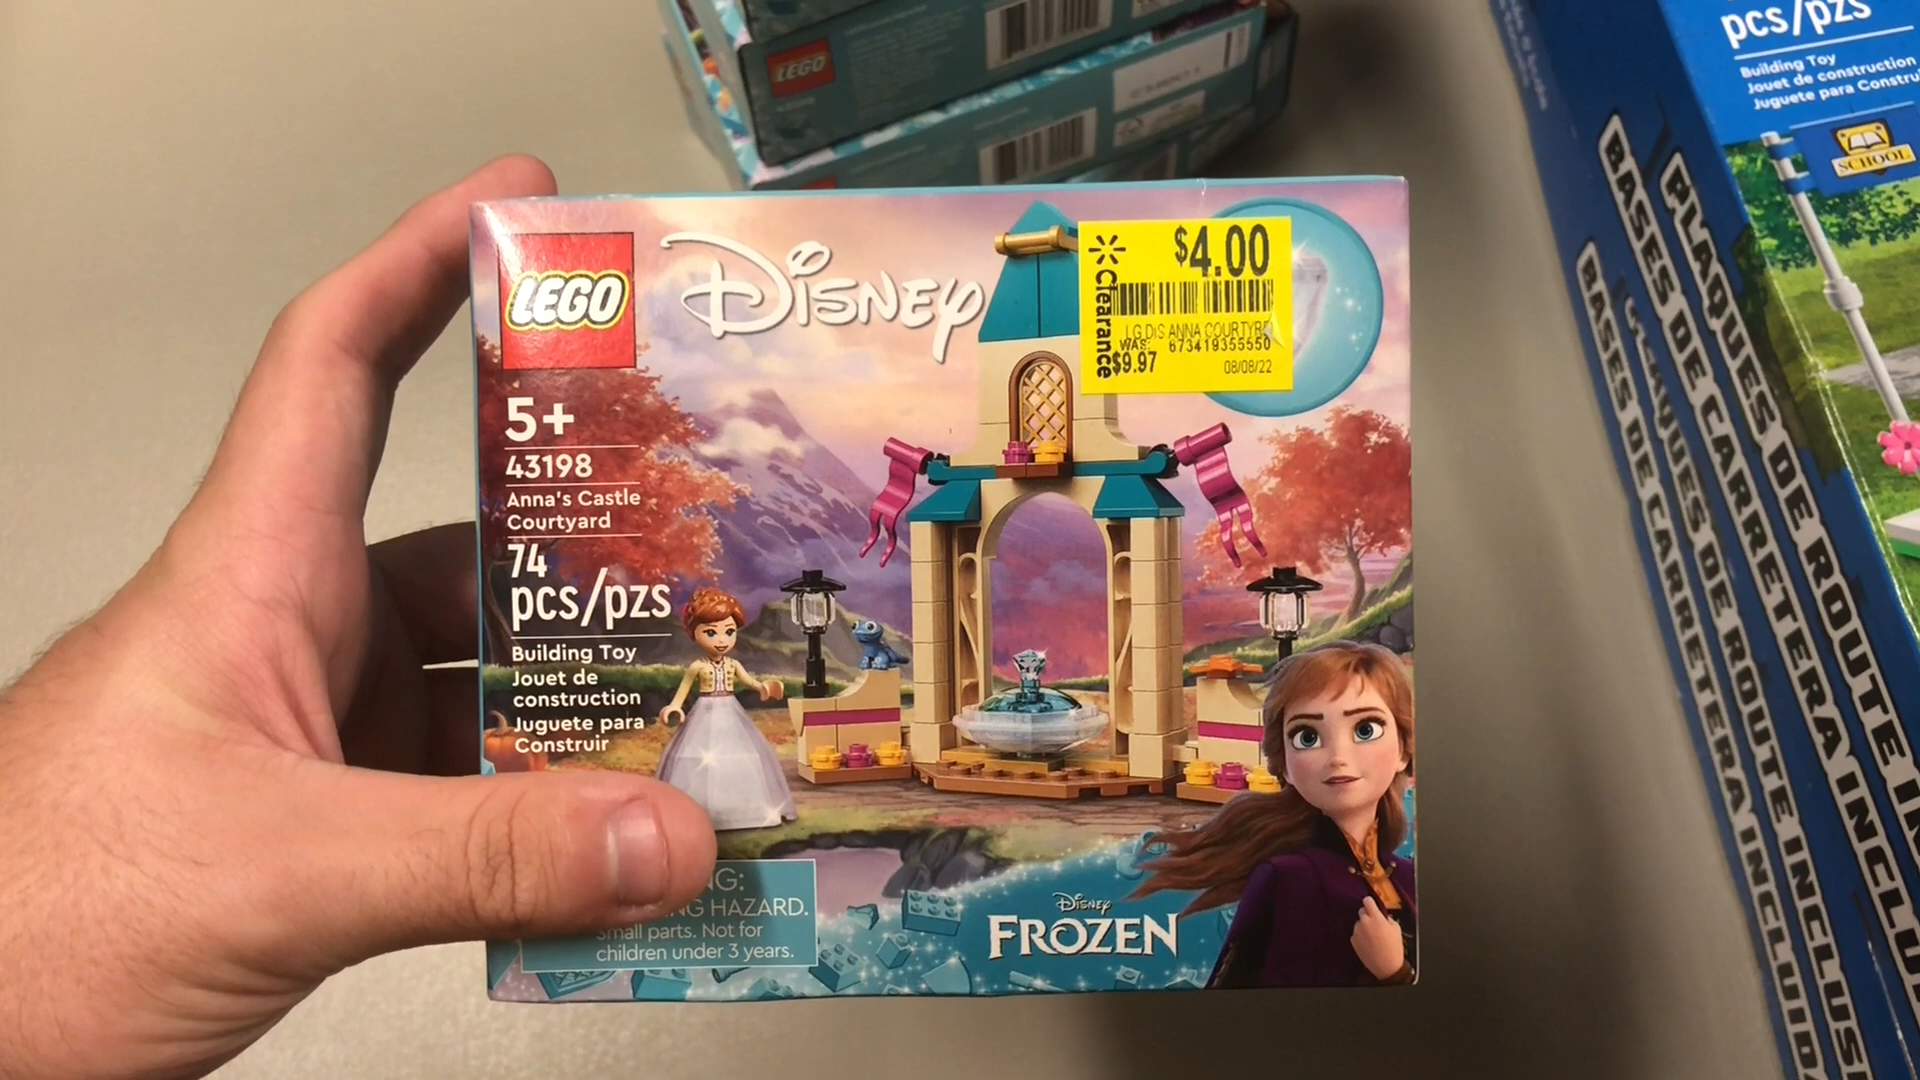 LEGO
pcs/pzs
Building Toy
Jouet de construction
Juguete para Constru
SCHOOL
PLAQUES DE ROUTE IN
BASES DE CARRETERA INCLUID
PLAQUES DE ROUTE INCLUS
BASES DE CARRETERA INCLUID
LEGO
Disney
$4.00
Clearance
LG DIS ANNA COURTYR
WAS: 673419355550
$9.97
08/08/22
5+
43198
Anna's Castle
Courtyard
74
pcs/pzs
Building Toy
Jouet de
construction
Juguete para
Construir
NG:
NG HAZARD.
Small parts. Not for
children under 3 years.
Disney
FROZEN